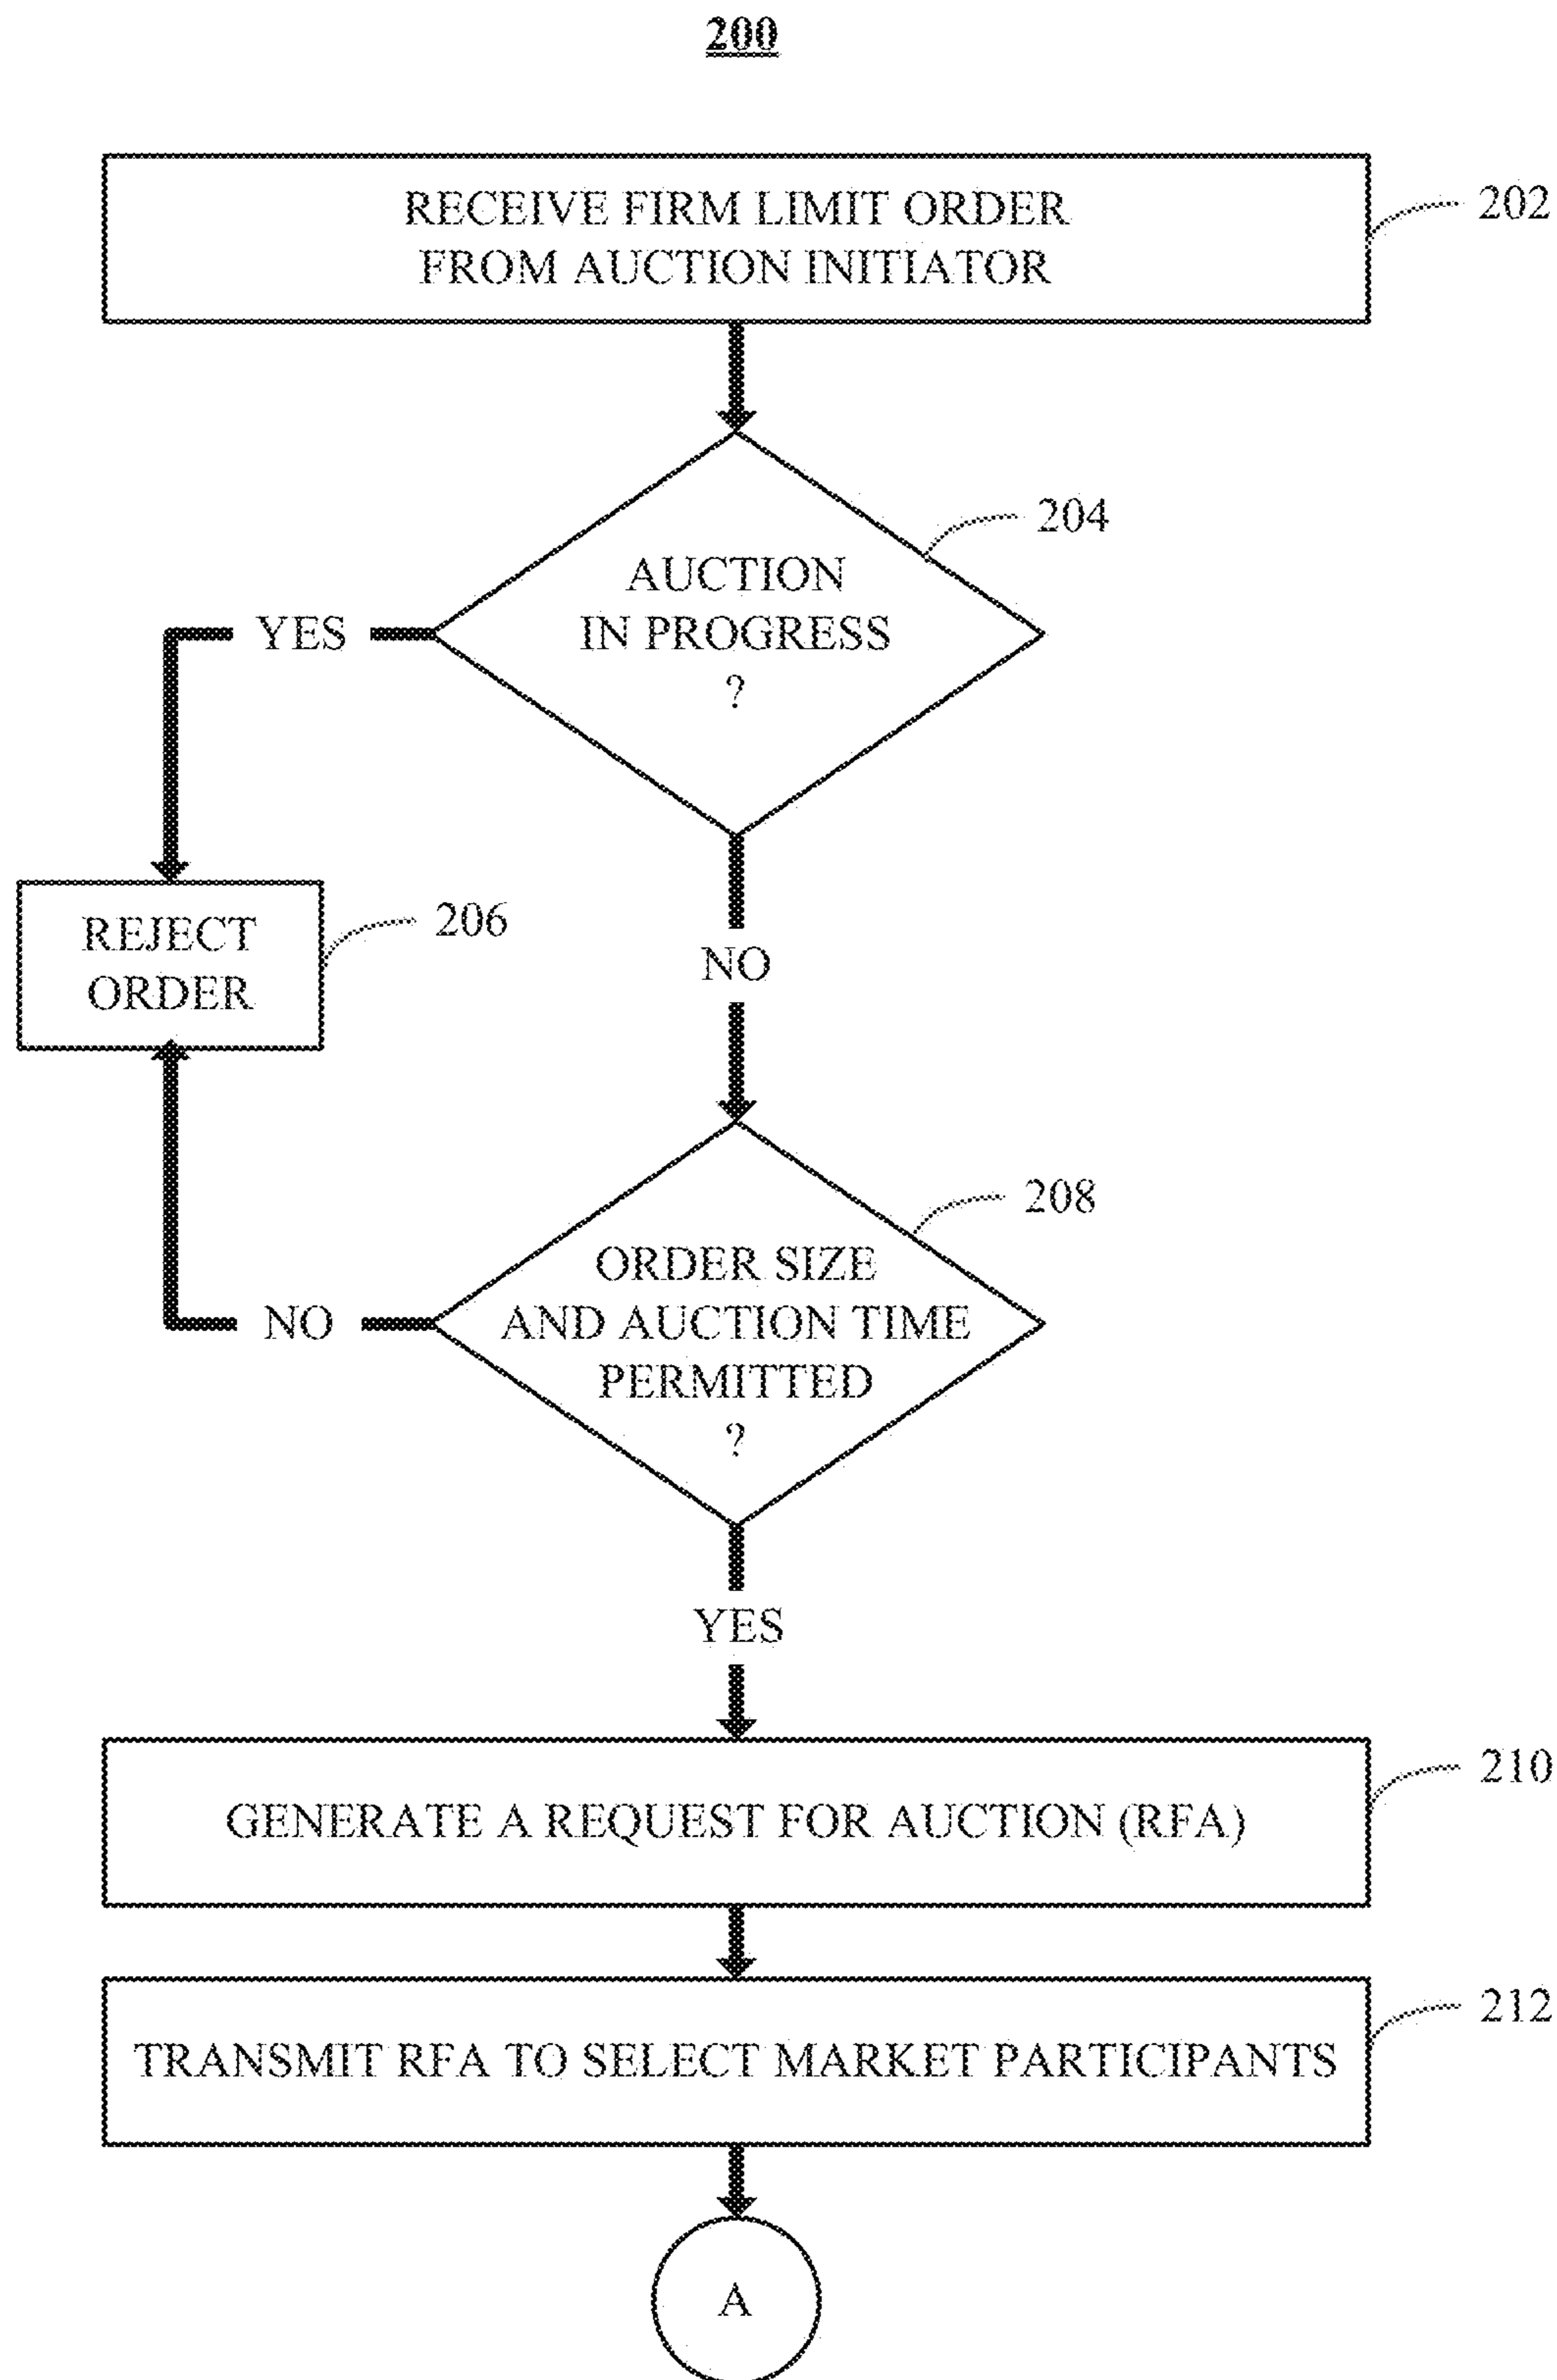 200
RECEIVE FIRM LIMIT ORDER
FROM AUCTION INITIATOR
202
204
AUCTION
IN PROGRESS
?
YES
REJECT
ORDER
206
NO
208
ORDER SIZE
AND AUCTION TIME
PERMITTED
?
NO
YES
210
GENERATE A REQUEST FOR AUCTION (RFA)
212
TRANSMIT RFA TO SELECT MARKET PARTICIPANTS
A